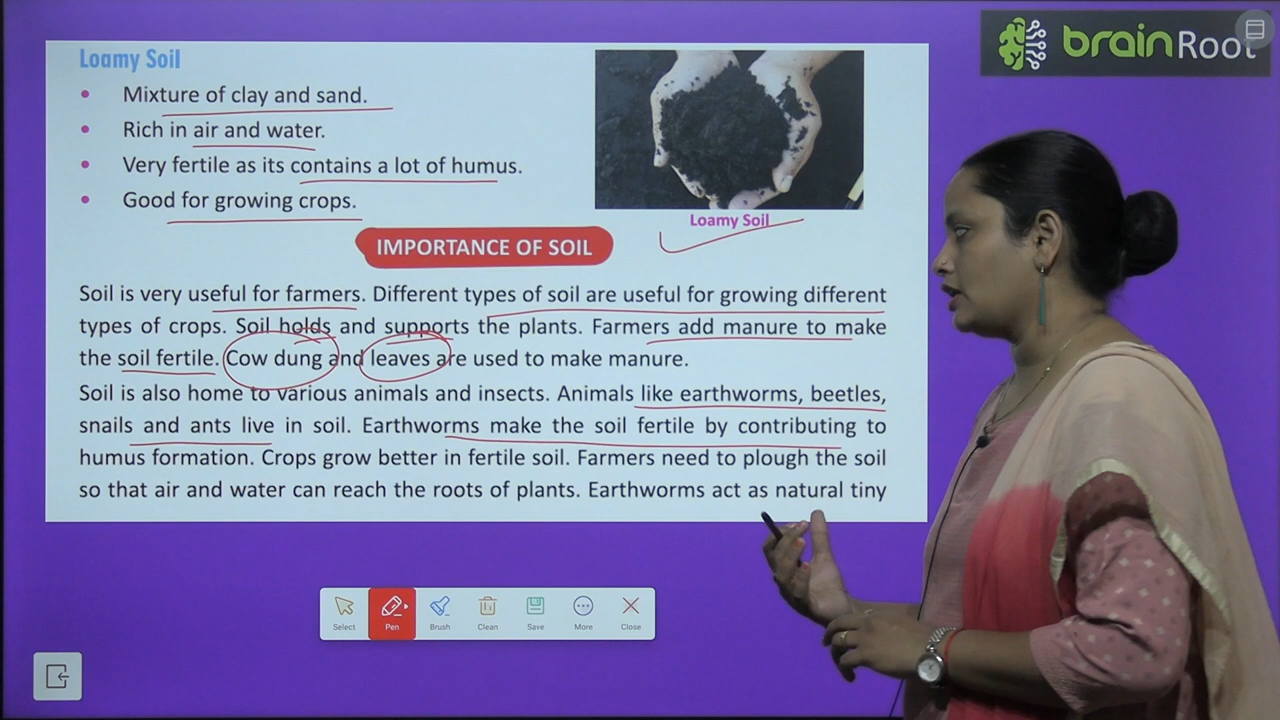 brainRoot
Loamy Soil
• Mixture of clay and sand.
• Rich in air and water.
• Very fertile as its contains a lot of humus.
• Good for growing crops.
Loamy Soil
IMPORTANCE OF SOIL
Soil is very useful for farmers. Different types of soil are useful for growing different
types of crops. Soil holds and supports the plants. Farmers add manure to make
the soil fertile. Cow dung and leaves are used to make manure.
Soil is also home to various animals and insects. Animals like earthworms, beetles,
snails and ants live in soil. Earthworms make the soil fertile by contributing to
humus formation. Crops grow better in fertile soil. Farmers need to plough the soil
so that air and water can reach the roots of plants. Earthworms act as natural tiny
Select Pen Brush Clean Save More Close